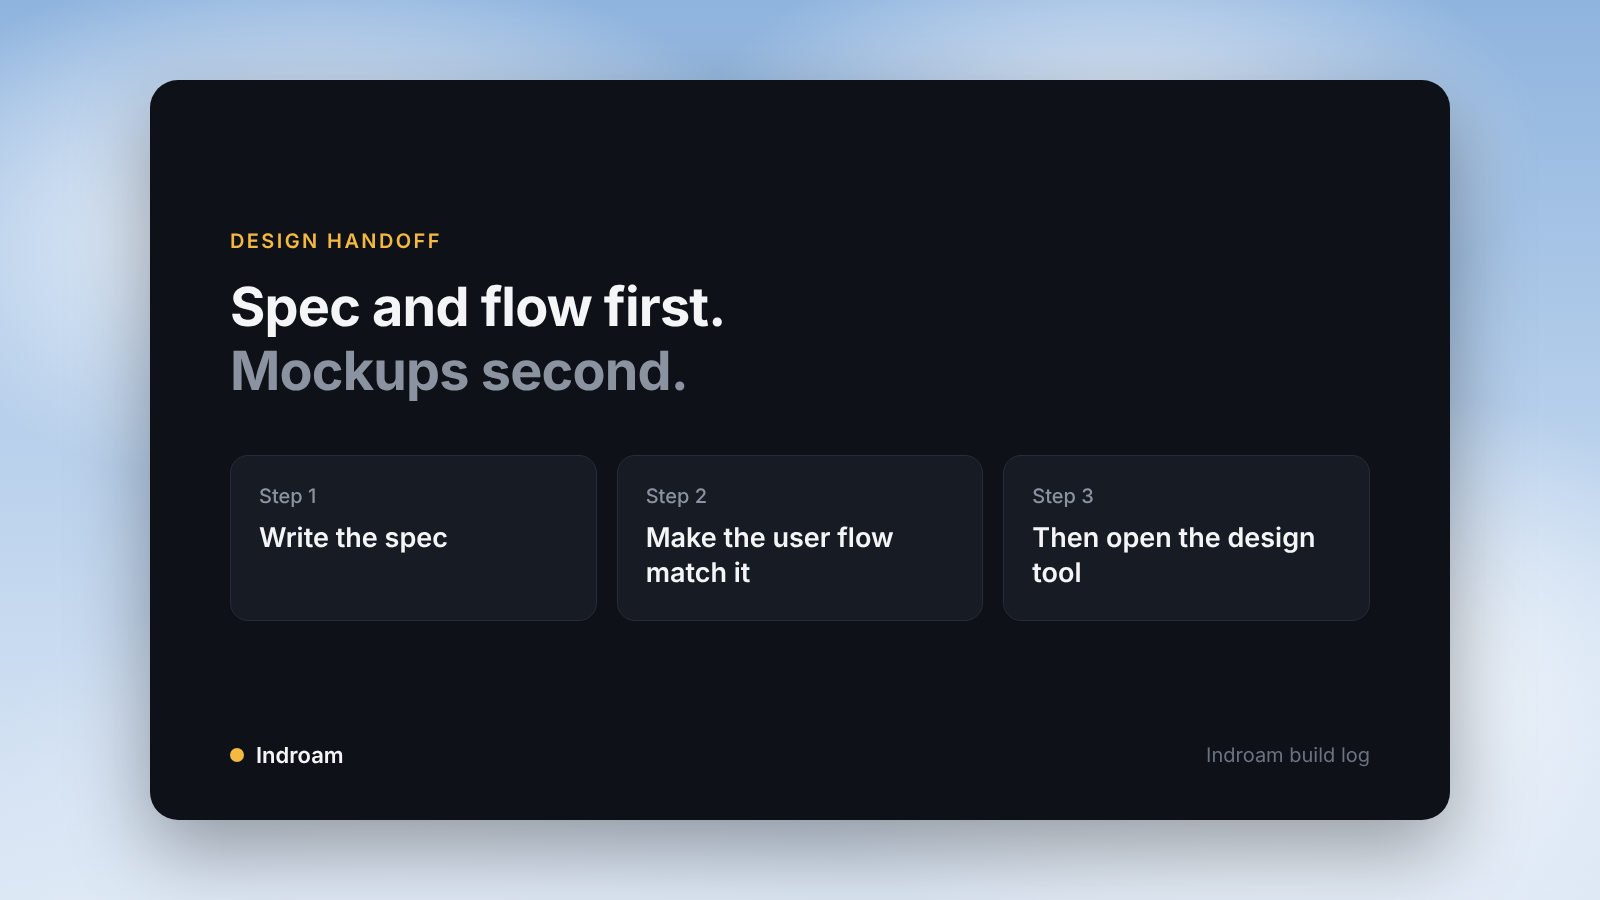 DESIGN HANDOFF
Spec and flow first.
Mockups second.
Step 1
Write the spec
Step 2
Make the user flow
match it
Step 3
Then open the design
tool
Indroam
Indroam build log